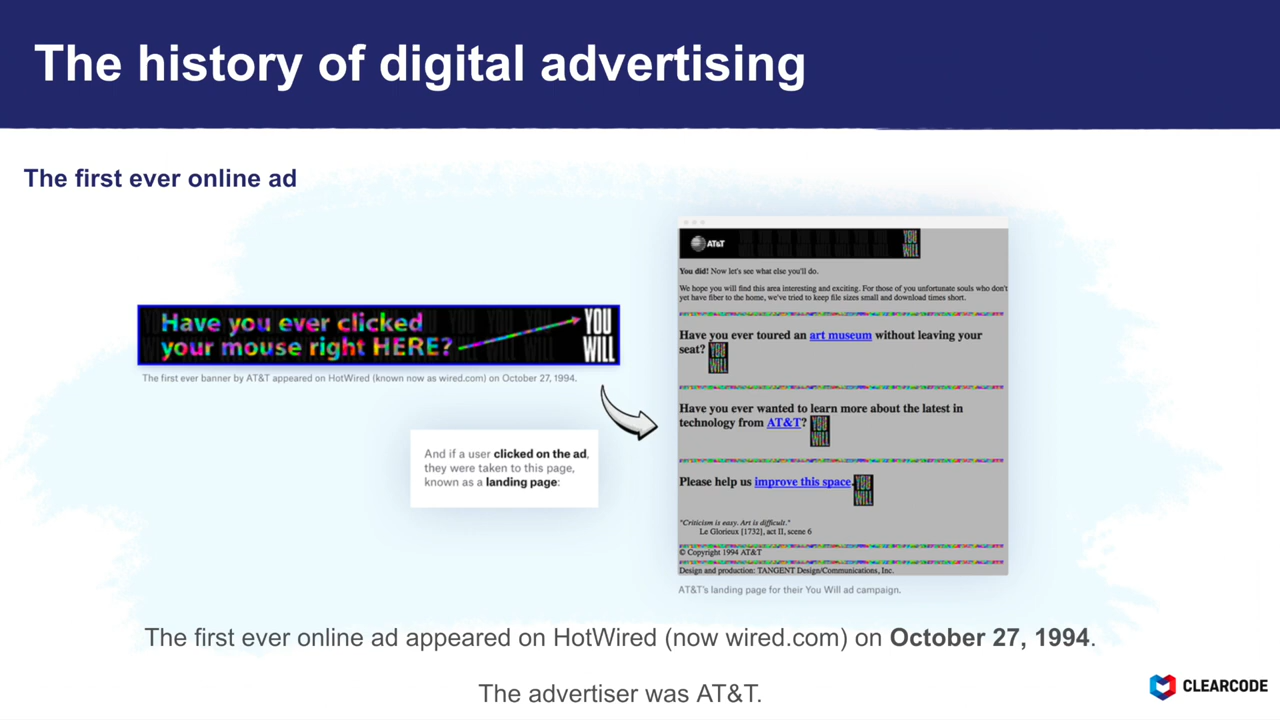 The history of digital advertising
The first ever online ad
Have you ever clicked
your mouse right HERE?
YOU
WILL
The first ever banner by AT&T appeared on HotWired (known now as wired.com) on October 27, 1994.
And if a user clicked on the ad,
they were taken to this page,
known as a landing page:
AT&T
YOU
WILL
You did! Now let's see what else you'll do.
We hope you will find this area interesting and exciting. For those of you unfortunate souls who don't
yet have fiber to the home, we've tried to keep file sizes small and download times short.
Have you ever toured an art museum without leaving your
seat? YOU
WILL
Have you ever wanted to learn more about the latest in
technology from AT&T? YOU
WILL
Please help us improve this space. YOU
WILL
"Criticism is easy. Art is difficult."
Le Glorieux [1732], act II, scene 6
© Copyright 1994 AT&T
Design and production: TANGENT Design/Communications, Inc.
AT&T's landing page for their You Will ad campaign.
The first ever online ad appeared on HotWired (now wired.com) on October 27, 1994.
The advertiser was AT&T.
CLEARCODE